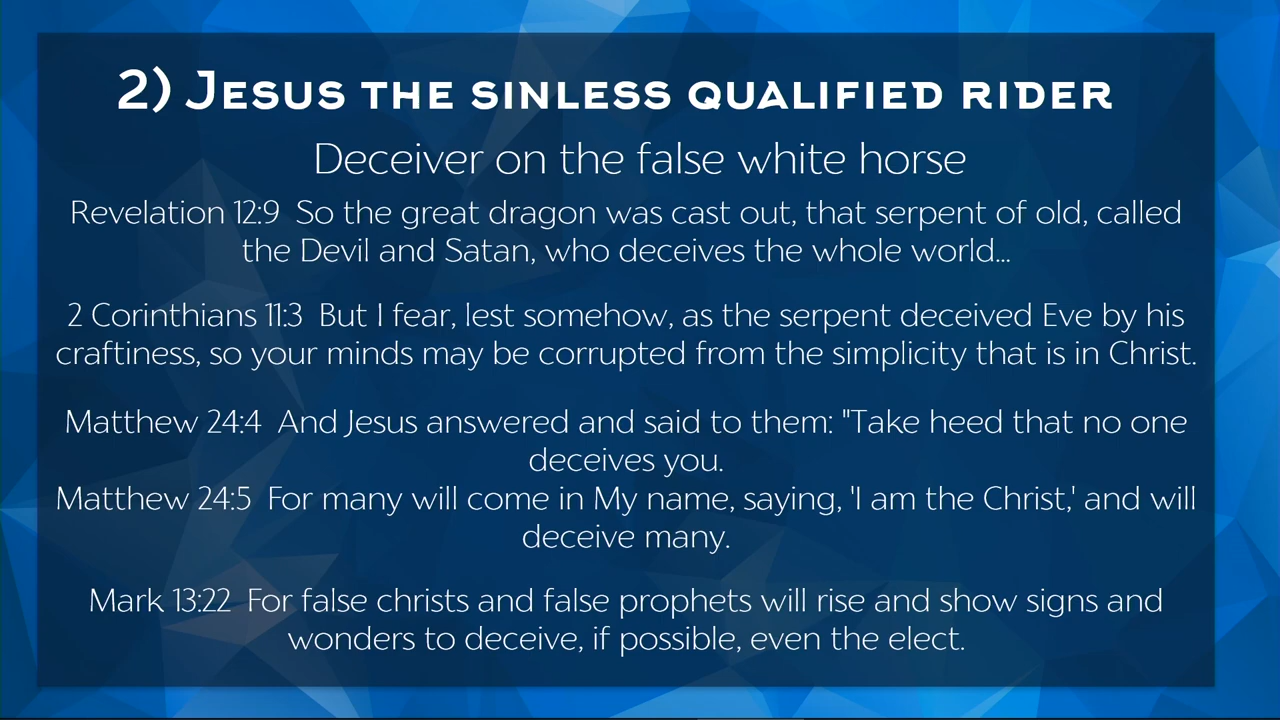 2) Jesus the sinless qualified rider
Deceiver on the false white horse
Revelation 12:9  So the great dragon was cast out, that serpent of old, called
the Devil and Satan, who deceives the whole world...
2 Corinthians 11:3  But I fear, lest somehow, as the serpent deceived Eve by his
craftiness, so your minds may be corrupted from the simplicity that is in Christ.
Matthew 24:4  And Jesus answered and said to them: "Take heed that no one
deceives you.
Matthew 24:5  For many will come in My name, saying, 'I am the Christ,' and will
deceive many.
Mark 13:22  For false christs and false prophets will rise and show signs and
wonders to deceive, if possible, even the elect.